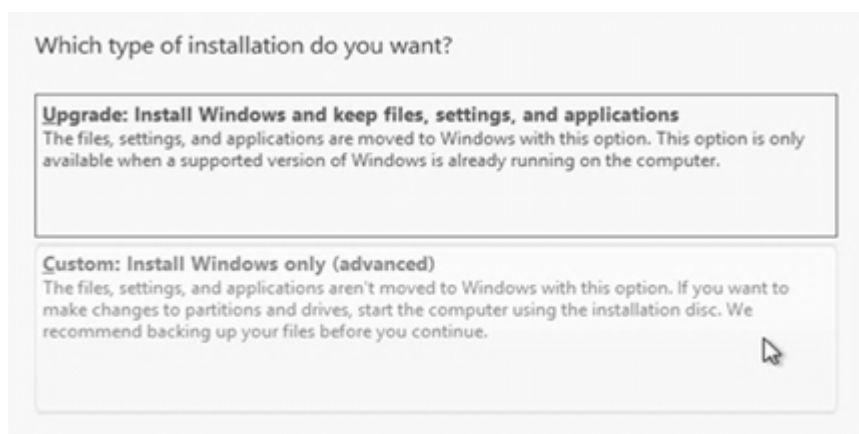 Which type of installation do you want?
Upgrade: Install Windows and keep files, settings, and applications
The files, settings, and applications are moved to Windows with this option. This option is only
available when a supported version of Windows is already running on the computer.
Custom: Install Windows only (advanced)
The files, settings, and applications aren't moved to Windows with this option. If you want to
make changes to partitions and drives, start the computer using the installation disc. We
recommend backing up your files before you continue.